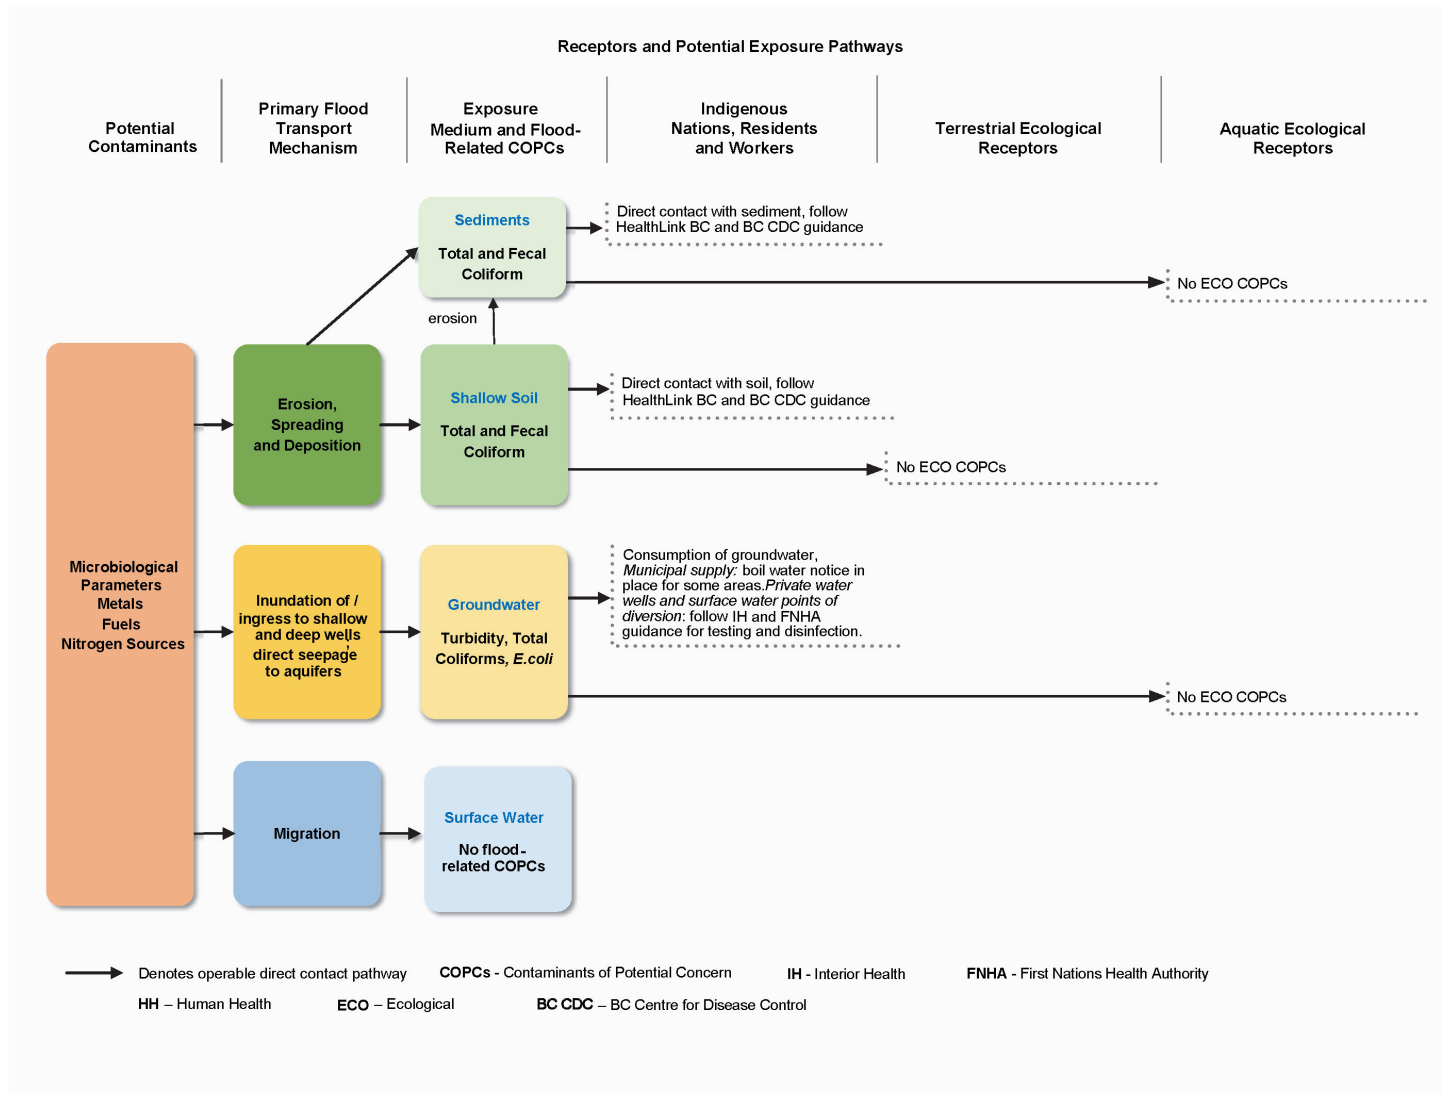 Receptors and Potential Exposure Pathways
Potential
Contaminants
Primary Flood
Transport
Mechanism
Exposure
Medium and Flood-
Related COPCs
Indigenous
Nations, Residents
and Workers
Terrestrial Ecological
Receptors
Aquatic Ecological
Receptors
Sediments
Total and Fecal
Coliform
Direct contact with sediment, follow
HealthLink BC and BC CDC guidance
No ECO COPCs
erosion
Erosion,
Spreading
and Deposition
Shallow Soil
Total and Fecal
Coliform
Direct contact with soil, follow
HealthLink BC and BC CDC guidance
No ECO COPCs
Microbiological
Parameters
Metals
Fuels
Nitrogen Sources
Inundation of /
ingress to shallow
and deep wells,
direct seepage
to aquifers
Groundwater
Turbidity, Total
Coliforms, E.coli
Consumption of groundwater,
Municipal supply: boil water notice in
place for some areas.Private water
wells and surface water points of
diversion: follow IH and FNHA
guidance for testing and disinfection.
No ECO COPCs
Migration
Surface Water
No flood-
related COPCs
Denotes operable direct contact pathway
COPCs - Contaminants of Potential Concern
IH - Interior Health
FNHA - First Nations Health Authority
HH – Human Health
ECO – Ecological
BC CDC – BC Centre for Disease Control